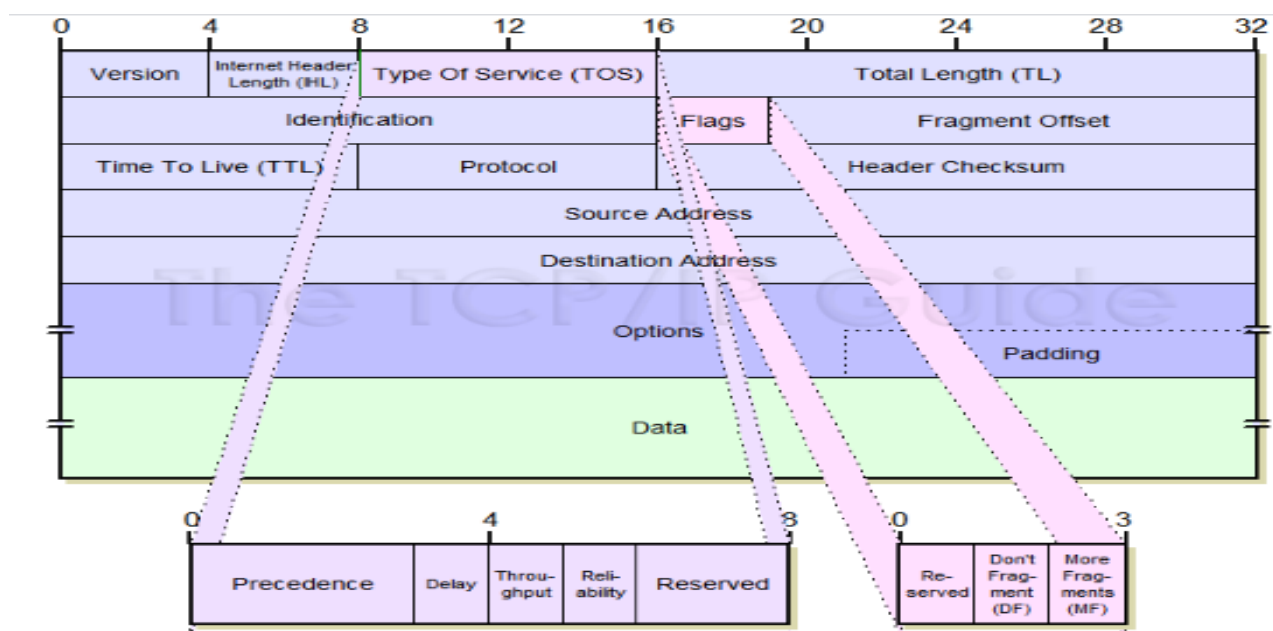 0 4 8 12 16 20 24 28 32
Version
Internet Header
Length (IHL)
Type Of Service (TOS)
Total Length (TL)
Identification
Flags
Fragment Offset
Time To Live (TTL)
Protocol
Header Checksum
Source Address
Destination Address
The TCP/IP Guide
Options
Padding
Data
0 4 8
Precedence
Delay
Throu-
ghput
Reli-
ability
Reserved
0 3
Re-
served
Don't
Frag-
ment
(DF)
More
Frag-
ments
(MF)